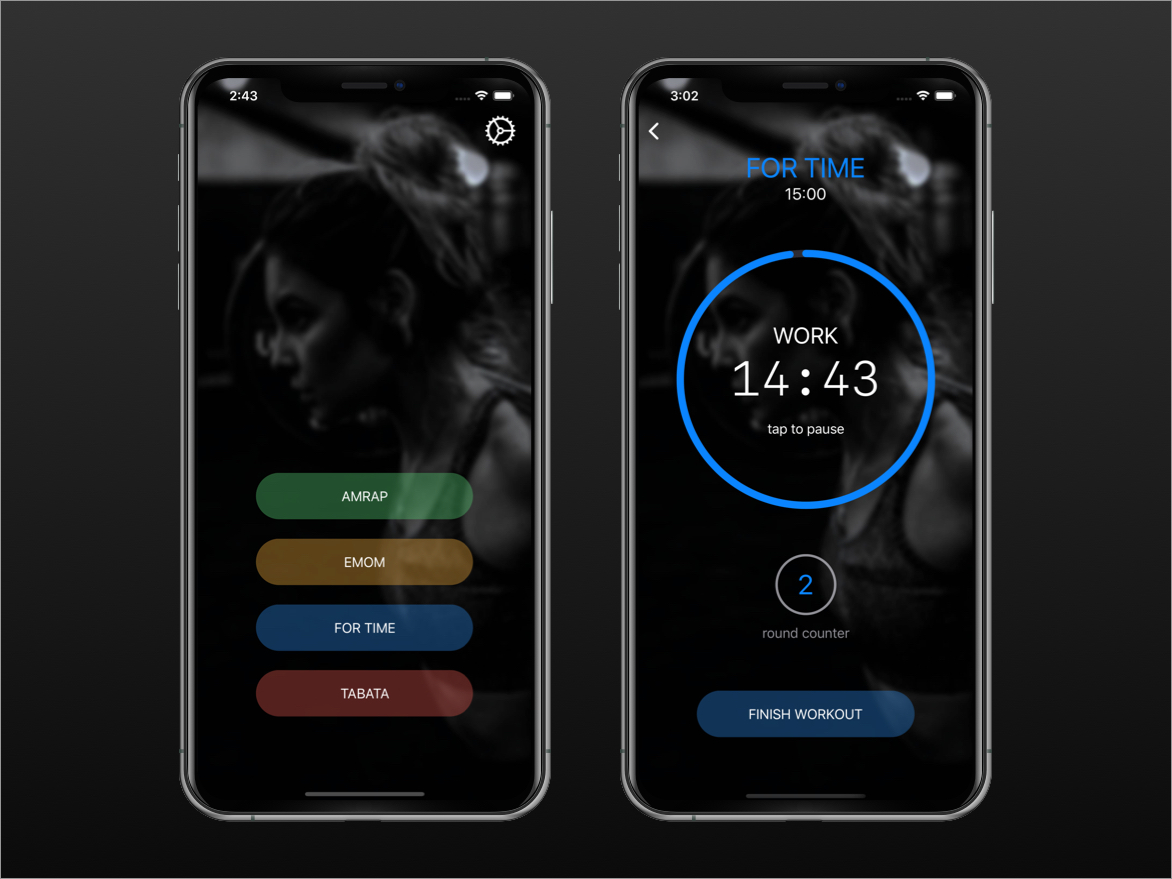 2:43
AMRAP
EMOM
FOR TIME
TABATA
3:02
FOR TIME
15:00
WORK
14:43
tap to pause
2
round counter
FINISH WORKOUT